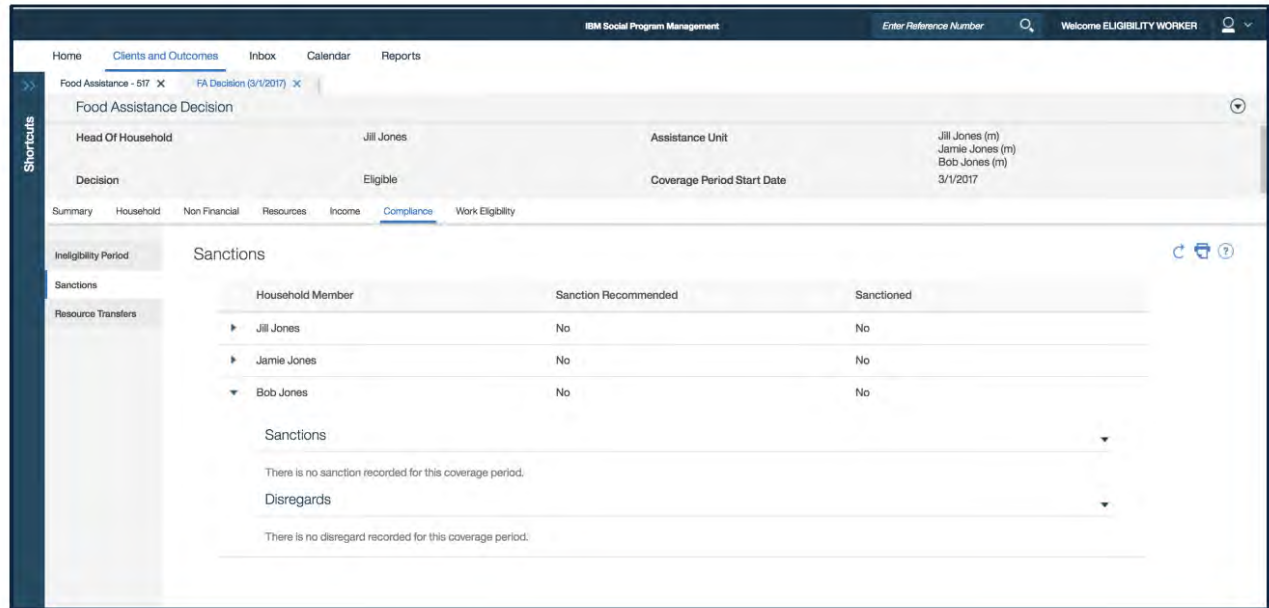 IBM Social Program Management
Enter Reference Number
Welcome ELIGIBILITY WORKER
Home Clients and Outcomes Inbox Calendar Reports
Food Assistance - 517 X FA Decision (3/1/2017) X
Shortcuts
Food Assistance Decision
Head Of Household Jill Jones Assistance Unit Jill Jones (m)
Jamie Jones (m)
Bob Jones (m)
Decision Eligible Coverage Period Start Date 3/1/2017
Summary Household Non Financial Resources Income Compliance Work Eligibility
Ineligibility Period
Sanctions
Resource Transfers
Sanctions
Household Member Sanction Recommended Sanctioned
Jill Jones No No
Jamie Jones No No
Bob Jones No No
Sanctions
There is no sanction recorded for this coverage period.
Disregards
There is no disregard recorded for this coverage period.